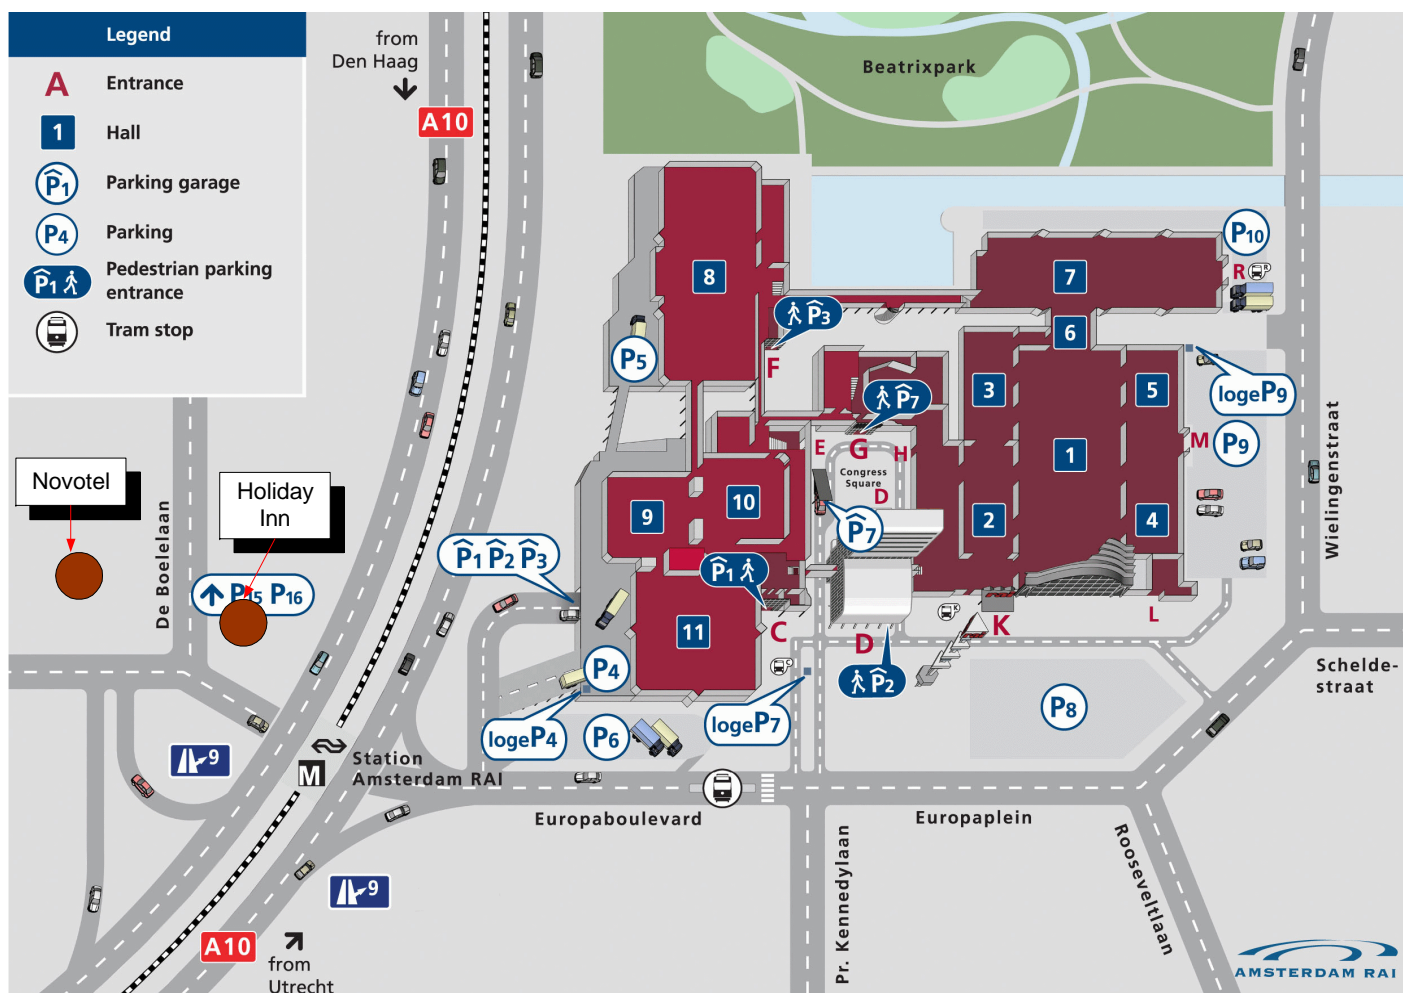 Legend
A Entrance
1 Hall
P1 Parking garage
P4 Parking
P1 Pedestrian parking
entrance
Tram stop
from
Den Haag
A10
Beatrixpark
P10
R
R
8
7
6
P3
P5
F
3
5
logeP9
P7
E
G
H
M
P9
Congress
Square
D
1
Wielingenstraat
Novotel
Holiday
Inn
De Boelelaan
9
10
2
4
P7
P1 P2 P3
P1
P15 P16
K
L
11
C
D
K
P4
C
P2
Schelde-
straat
logeP4
P6
logeP7
P8
9
M
Station
Amsterdam RAI
Europaboulevard
Europaplein
Pr. Kennedylaan
Rooseveltlaan
9
A10
from
Utrecht
AMSTERDAM RAI